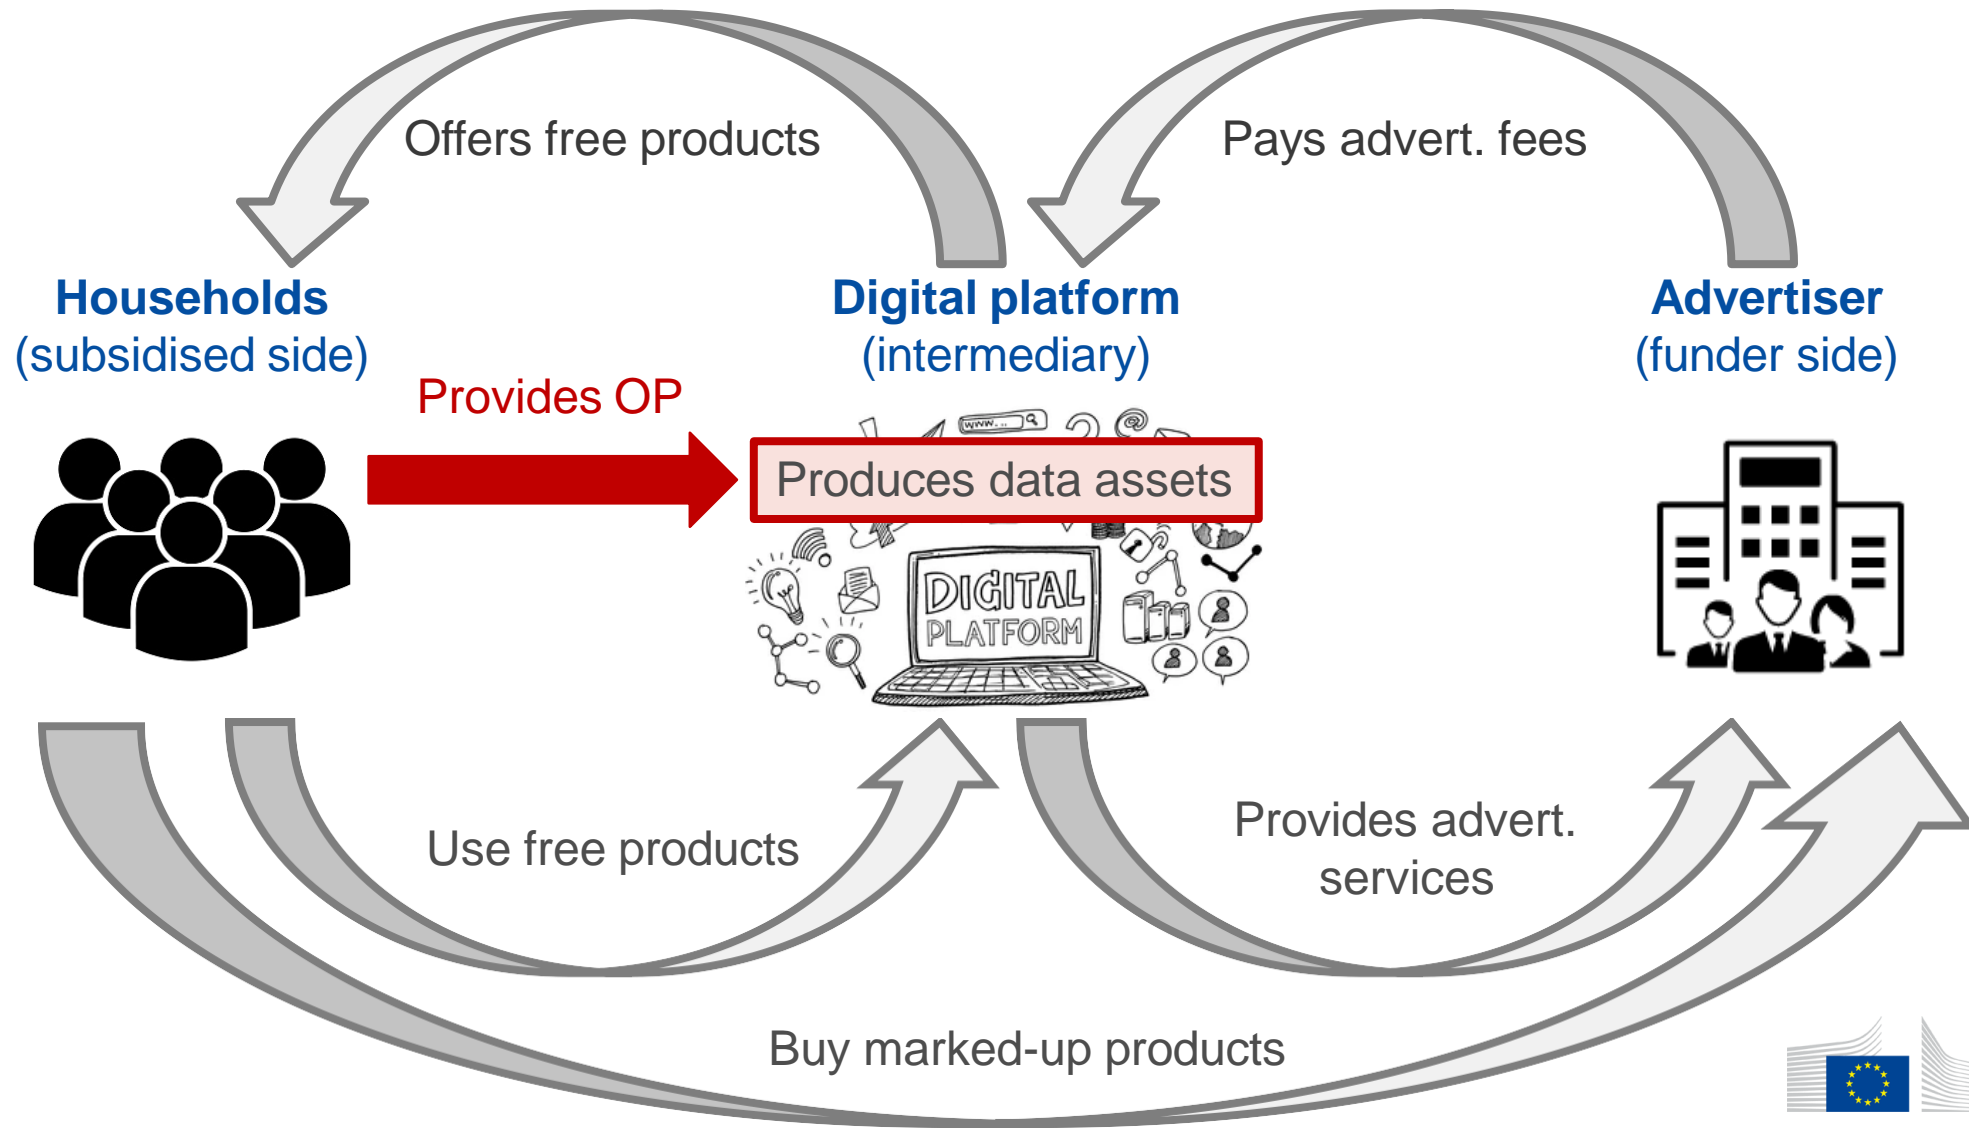 Offers free products
Pays advert. fees
Households
(subsidised side)
Digital platform
(intermediary)
Advertiser
(funder side)
Provides OP
www...
Produces data assets
DIGITAL
PLATFORM
Use free products
Provides advert.
services
Buy marked-up products